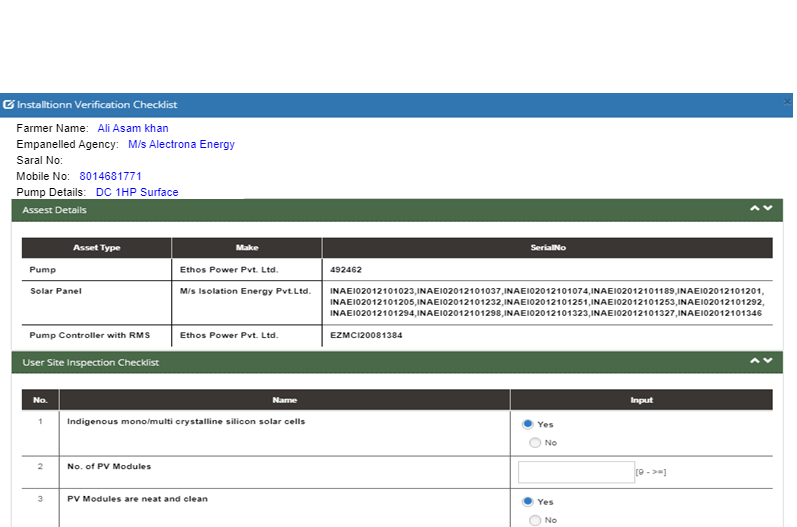 Installtionn Verification Checklist
Farmer Name: Ali Asam khan
Empanelled Agency: M/s Alectrona Energy
Saral No:
Mobile No: 8014681771
Pump Details: DC 1HP Surface
Assest Details
Asset Type Make SerialNo
Pump Ethos Power Pvt. Ltd. 492462
Solar Panel M/s Isolation Energy Pvt.Ltd. INAEI02012101023,INAEI02012101037,INAEI02012101074,INAEI02012101189,INAEI02012101201,
INAEI02012101205,INAEI02012101232,INAEI02012101251,INAEI02012101253,INAEI02012101292,
INAEI02012101294,INAEI02012101298,INAEI02012101323,INAEI02012101327,INAEI02012101346
Pump Controller with RMS Ethos Power Pvt. Ltd. EZMCI20081384
User Site Inspection Checklist
No. Name Input
1 Indigenous mono/multi crystalline silicon solar cells Yes
No
2 No. of PV Modules [9 - >=]
3 PV Modules are neat and clean Yes
No